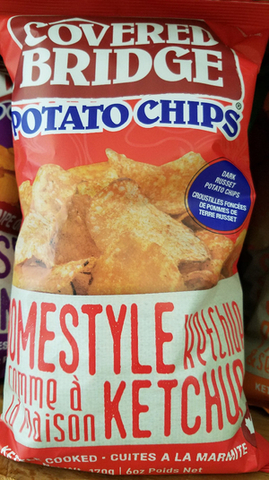 COVERED
BRIDGE
POTATO CHIPS®
DARK
RUSSET
POTATO CHIPS
CROUSTILLES FONCÉES
DE POMMES DE
TERRE RUSSET
OMESTYLE Ketchup
comme à
la maison KETCHUP
COOKED - CUITES A LA MARMITE
170g | 6oz Poids Net